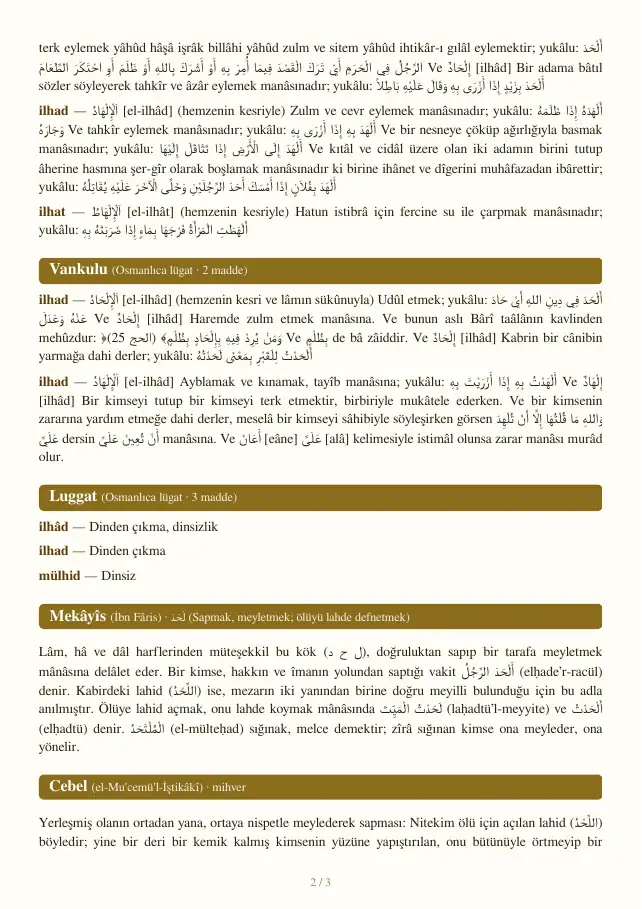 terk eylemek yâhûd hâşâ işrâk billâhi yâhûd zulm ve sitem yâhûd ihtikâr-ı gılâl eylemektir; yukâlu: أَلْحَدَ
الرَّجُلُ فِي الْحَرَمِ أَيْ تَرَكَ الْقَصْدَ فِيمَا أُمِرَ بِهِ أَوْ أَشْرَكَ بِاللهِ أَوْ ظَلَمَ أَوِ احْتَكَرَ الطَّعَامَ Ve إِلْحَادٌ [ilhâd] Bir adama bâtıl
sözler söyleyerek tahkîr ve âzâr eylemek manâsınadır; yukâlu: أَلْحَدَ بِزَيْدٍ إِذَا أَزْرَى بِهِ وَقَالَ عَلَيْهِ بَاطِلاً
ilhad — اَلْإِلْهَادُ [el-ilhâd] (hemzenin kesriyle) Zulm ve cevr eylemek manâsınadır; yukâlu: أَلْهَدَهُ إِذَا ظَلَمَهُ
وَجَارَهُ Ve tahkîr eylemek manâsınadır; yukâlu: أَلْهَدَ بِهِ إِذَا أَزْرَى بِهِ Ve bir nesneye çöküp ağırlığıyla basmak
manâsınadır; yukâlu: أَلْهَدَ إِلَى الْأَرْضِ إِذَا تَثَاقَلَ إِلَيْهَا Ve kıtâl ve cidâl üzere olan iki adamın birini tutup
âherine hasmına şer-gîr olarak boşlamak manâsınadır ki birine ihânet ve dîgerini muhâfazadan ibârettir;
yukâlu: أَلْهَدَ بِفُلاَنٍ إِذَا أَمْسَكَ أَحَدَ الرَّجُلَيْنِ وَخَلَّى الْآخَرَ عَلَيْهِ يُقَاتِلُهُ
ilhat — اَلْإِلْهَاطُ [el-ilhât] (hemzenin kesriyle) Hatun istibrâ için fercine su ile çarpmak manâsınadır;
yukâlu: أَلْهَطَتِ الْمَرْأَةُ فَرْجَهَا بِمَاءٍ إِذَا ضَرَبَتْهُ بِهِ
Vankulu (Osmanlıca lügat · 2 madde)
ilhad — اَلْإِلْحَادُ [el-ilhâd] (hemzenin kesri ve lâmın sükûnuyla) Udûl etmek; yukâlu: أَلْحَدَ فِي دِينِ اللهِ أَيْ حَادَ
عَنْهُ وَعَدَلَ Ve إِلْحَادٌ [ilhâd] Haremde zulm etmek manâsına. Ve bunun aslı Bârî taâlânın kavlinden
mehûzdur: ﴿وَمَنْ يُرِدْ فِيهِ بِإِلْحَادٍ بِظُلْمٍ﴾ (الحج 25) Ve بِظُلْمٍ de bâ zâiddir. Ve إِلْحَادٌ [ilhâd] Kabrin bir cânibin
yarmağa dahi derler; yukâlu: أَلْحَدْتُ لِلْقَبْرِ بِمَعْنَى لَحَدْتُهُ
ilhad — اَلْإِلْهَادُ [el-ilhâd] Ayblamak ve kınamak, tayîb manâsına; yukâlu: أَلْهَدْتُ بِهِ إِذَا أَزْرَيْتَ بِهِ Ve إِلْهَادٌ
[ilhâd] Bir kimseyi tutup bir kimseyi terk etmektir, birbiriyle mukâtele ederken. Ve bir kimsenin
zararına yardım etmeğe dahi derler, meselâ bir kimseyi sâhibiyle söyleşirken görsen وَاللهِ مَا قُلْتُهَا إِلَّا أَنْ تُلْهِدَ
عَلَيَّ dersin أَنْ تُعِينَ عَلَيَّ manâsına. Ve أَعَانَ [eâne] عَلَيَّ [alâ] kelimesiyle istimâl olunsa zarar manâsı murâd
olur.
Luggat (Osmanlıca lügat · 3 madde)
ilhâd — Dinden çıkma, dinsizlik
ilhad — Dinden çıkma
mülhid — Dinsiz
Mekâyîs (İbn Fâris) · لَحَدَ (Sapmak, meyletmek; ölüyü lahde defnetmek)
Lâm, hâ ve dâl harflerinden müteşekkil bu kök (ل ح د), doğruluktan sapıp bir tarafa meyletmek
mânâsına delâlet eder. Bir kimse, hakkın ve îmanın yolundan saptığı vakit أَلْحَدَ الرَّجُلُ (elḥade'r-racül)
denir. Kabirdeki lahid (اللَّحْدُ) ise, mezarın iki yanından birine doğru meyilli bulunduğu için bu adla
anılmıştır. Ölüye lahid açmak, onu lahde koymak mânâsında لَحَدْتُ الْمَيِّتَ (laḥadtü'l-meyyite) ve أَلْحَدْتُ
(elḥadtü) denir. الْمُلْتَحَدُ (el-mülteḥad) sığınak, melce demektir; zîrâ sığınan kimse ona meyleder, ona
yönelir.
Cebel (el-Mu'cemü'l-İştikâkî) · mihver
Yerleşmiş olanın ortadan yana, ortaya nispetle meylederek sapması: Nitekim ölü için açılan lahid (اللَّحْدُ)
böyledir; yine bir deri bir kemik kalmış kimsenin yüzüne yapıştırılan, onu bütünüyle örtmeyip bir
2 / 3